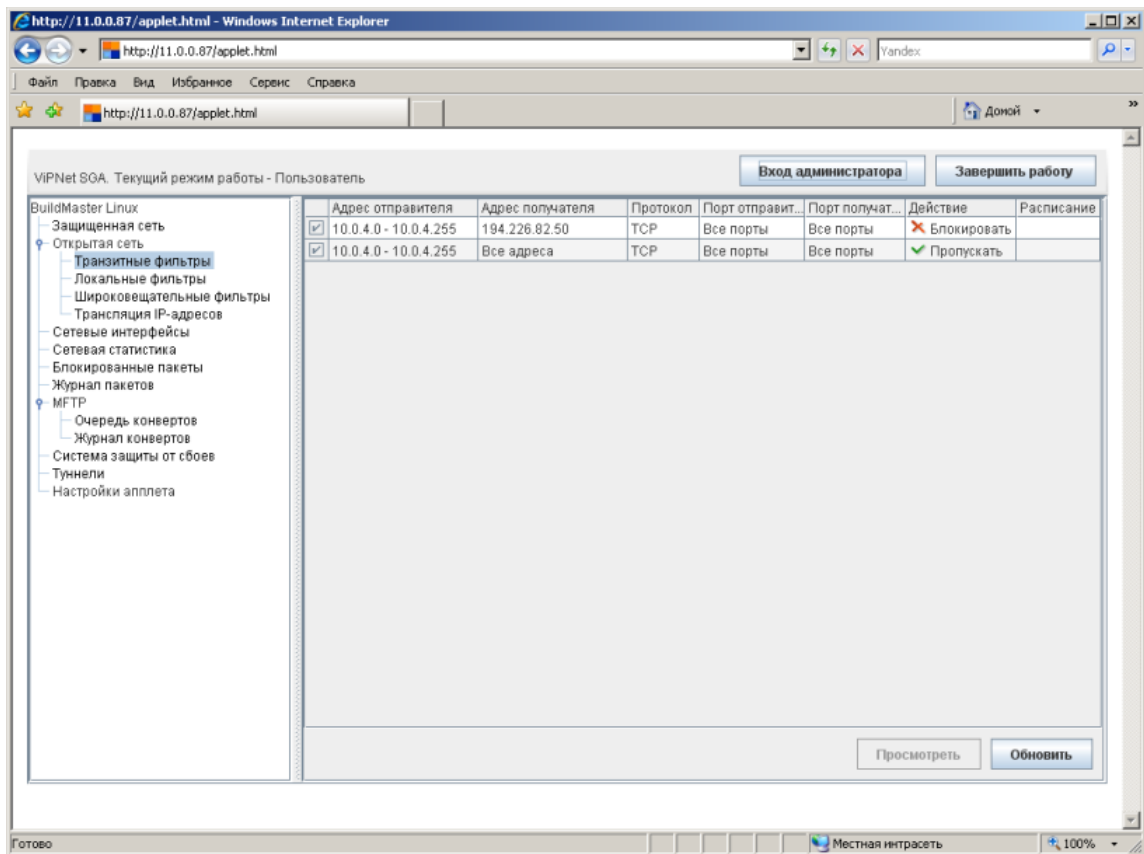 http://11.0.0.87/applet.html - Windows Internet Explorer
http://11.0.0.87/applet.html
Yandex
Файл Правка Вид Избранное Сервис Справка
http://11.0.0.87/applet.html
Домой
ViPNet SGA. Текущий режим работы - Пользователь
Вход администратора
Завершить работу
BuildMaster Linux
Защищенная сеть
Открытая сеть
Транзитные фильтры
Локальные фильтры
Широковещательные фильтры
Трансляция IP-адресов
Сетевые интерфейсы
Сетевая статистика
Блокированные пакеты
Журнал пакетов
MFTP
Очередь конвертов
Журнал конвертов
Система защиты от сбоев
Туннели
Настройки апплета
Адрес отправителя Адрес получателя Протокол Порт отправит... Порт получат... Действие Расписание
10.0.4.0 - 10.0.4.255 194.226.82.50 TCP Все порты Все порты Блокировать
10.0.4.0 - 10.0.4.255 Все адреса TCP Все порты Все порты Пропускать
Просмотреть
Обновить
Готово
Местная интрасеть
100%